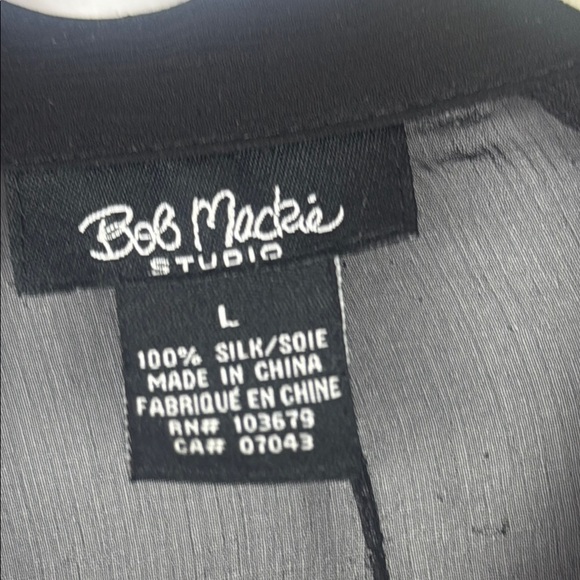 Bob Mackie
STUDIO
L
100% SILK/SOIE
MADE IN CHINA
FABRIQUÉ EN CHINE
RN# 103679
CA# 07043